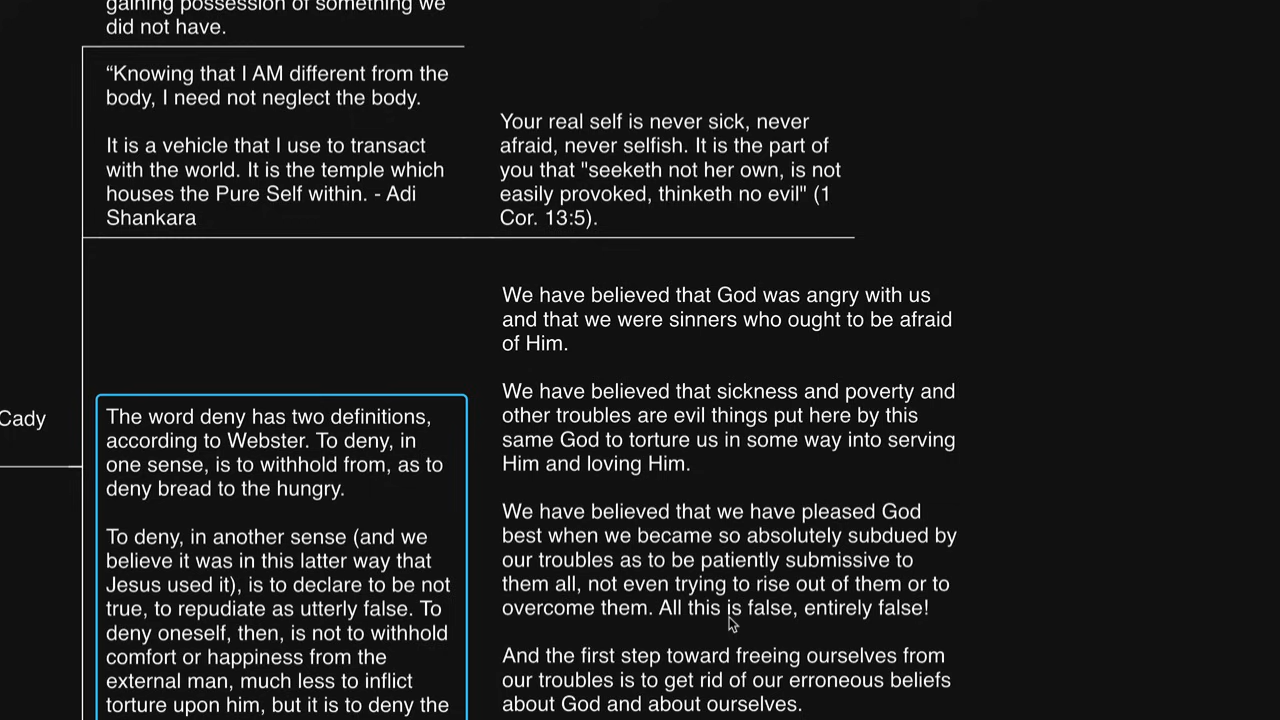 gaining possession of something we
did not have.
“Knowing that I AM different from the
body, I need not neglect the body.
It is a vehicle that I use to transact
with the world. It is the temple which
houses the Pure Self within. - Adi
Shankara
Your real self is never sick, never
afraid, never selfish. It is the part of
you that "seeketh not her own, is not
easily provoked, thinketh no evil" (1
Cor. 13:5).
Cady
The word deny has two definitions,
according to Webster. To deny, in
one sense, is to withhold from, as to
deny bread to the hungry.
To deny, in another sense (and we
believe it was in this latter way that
Jesus used it), is to declare to be not
true, to repudiate as utterly false. To
deny oneself, then, is not to withhold
comfort or happiness from the
external man, much less to inflict
torture upon him, but it is to deny the
We have believed that God was angry with us
and that we were sinners who ought to be afraid
of Him.
We have believed that sickness and poverty and
other troubles are evil things put here by this
same God to torture us in some way into serving
Him and loving Him.
We have believed that we have pleased God
best when we became so absolutely subdued by
our troubles as to be patiently submissive to
them all, not even trying to rise out of them or to
overcome them. All this is false, entirely false!
And the first step toward freeing ourselves from
our troubles is to get rid of our erroneous beliefs
about God and about ourselves.